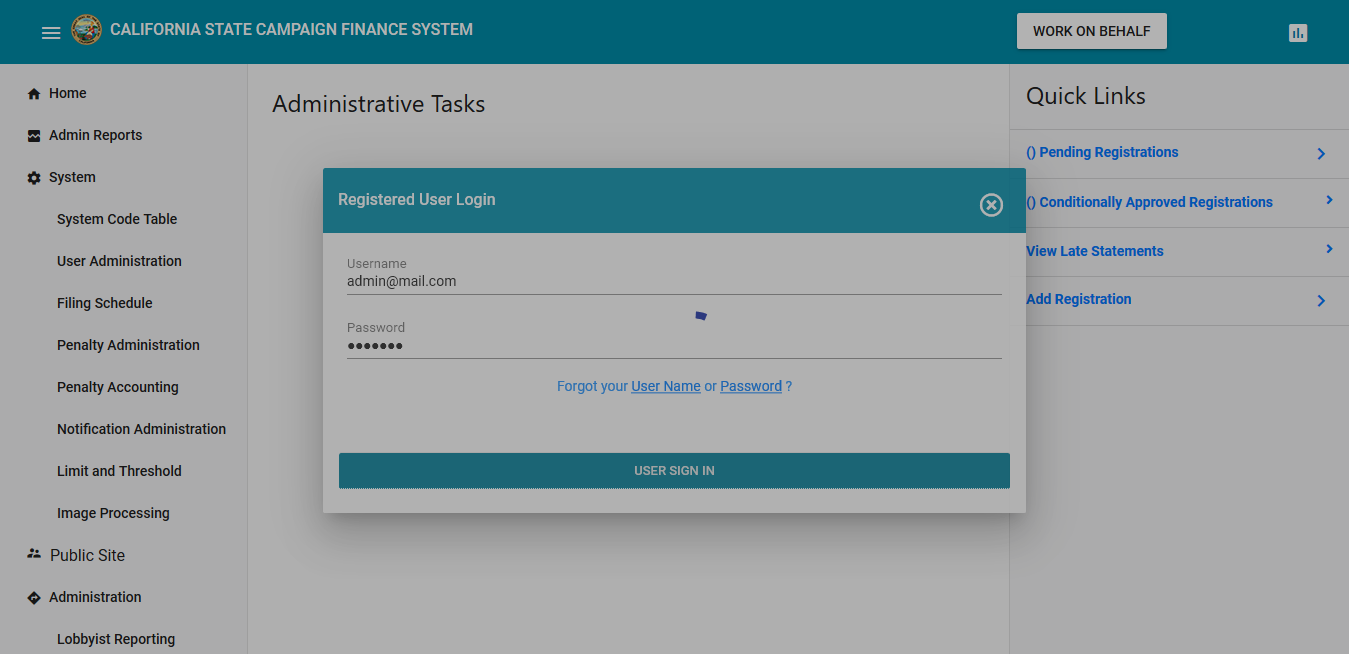 CALIFORNIA STATE CAMPAIGN FINANCE SYSTEM
WORK ON BEHALF
Home
Admin Reports
System
System Code Table
User Administration
Filing Schedule
Penalty Administration
Penalty Accounting
Notification Administration
Limit and Threshold
Image Processing
Public Site
Administration
Lobbyist Reporting
Administrative Tasks
Registered User Login
Username
admin@mail.com
Password
•••••••
Forgot your User Name or Password ?
USER SIGN IN
Quick Links
() Pending Registrations
() Conditionally Approved Registrations
View Late Statements
Add Registration